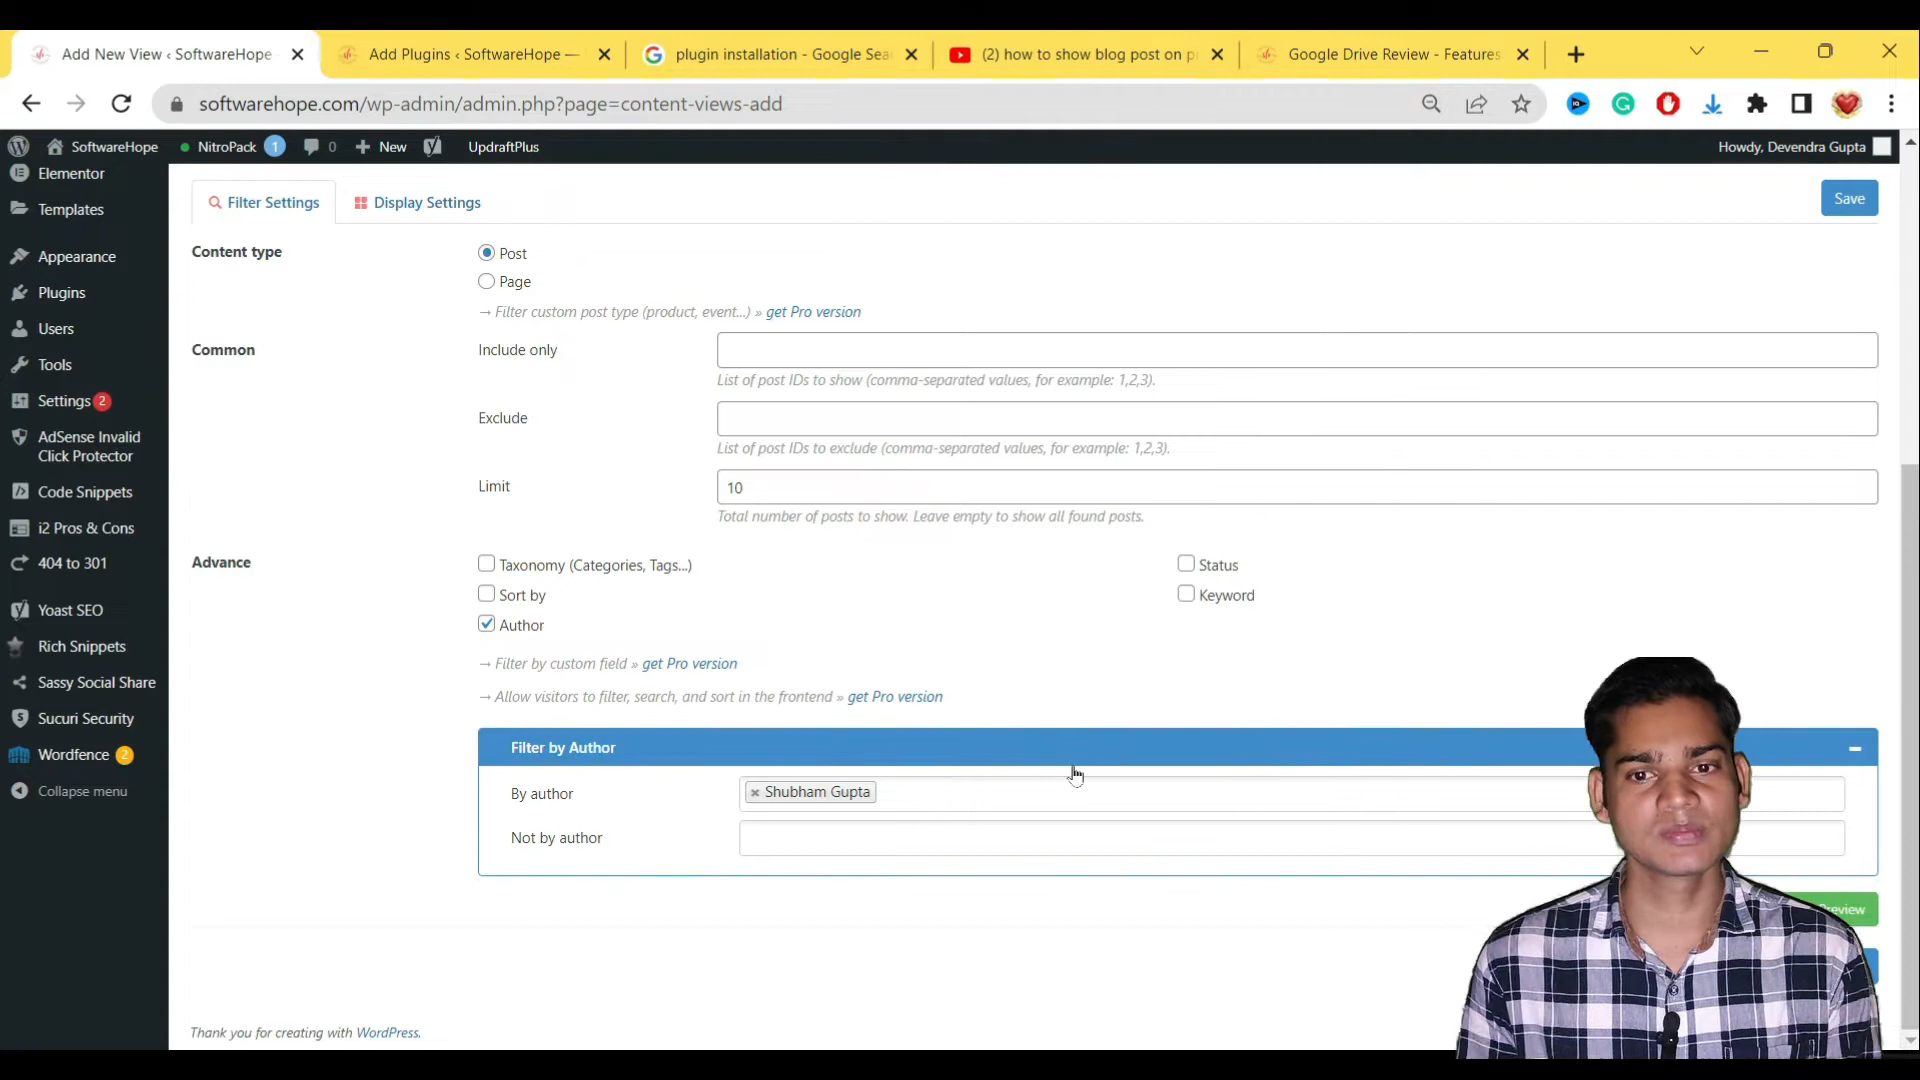 Add New View ‹ SoftwareHope
Add Plugins ‹ SoftwareHope —
plugin installation - Google Sea
(2) how to show blog post on p
Google Drive Review - Features
softwarehope.com/wp-admin/admin.php?page=content-views-add
SoftwareHope
NitroPack 1
0
New
UpdraftPlus
Howdy, Devendra Gupta
Elementor
Templates
Appearance
Plugins
Users
Tools
Settings 2
AdSense Invalid
Click Protector
Code Snippets
i2 Pros & Cons
404 to 301
Yoast SEO
Rich Snippets
Sassy Social Share
Sucuri Security
Wordfence 2
Collapse menu
Filter Settings
Display Settings
Save
Content type
Post
Page
→ Filter custom post type (product, event...) » get Pro version
Common
Include only
List of post IDs to show (comma-separated values, for example: 1,2,3).
Exclude
List of post IDs to exclude (comma-separated values, for example: 1,2,3).
Limit
10
Total number of posts to show. Leave empty to show all found posts.
Advance
Taxonomy (Categories, Tags...)
Status
Sort by
Keyword
Author
→ Filter by custom field » get Pro version
→ Allow visitors to filter, search, and sort in the frontend » get Pro version
Filter by Author
By author
× Shubham Gupta
Not by author
Preview
Thank you for creating with WordPress.